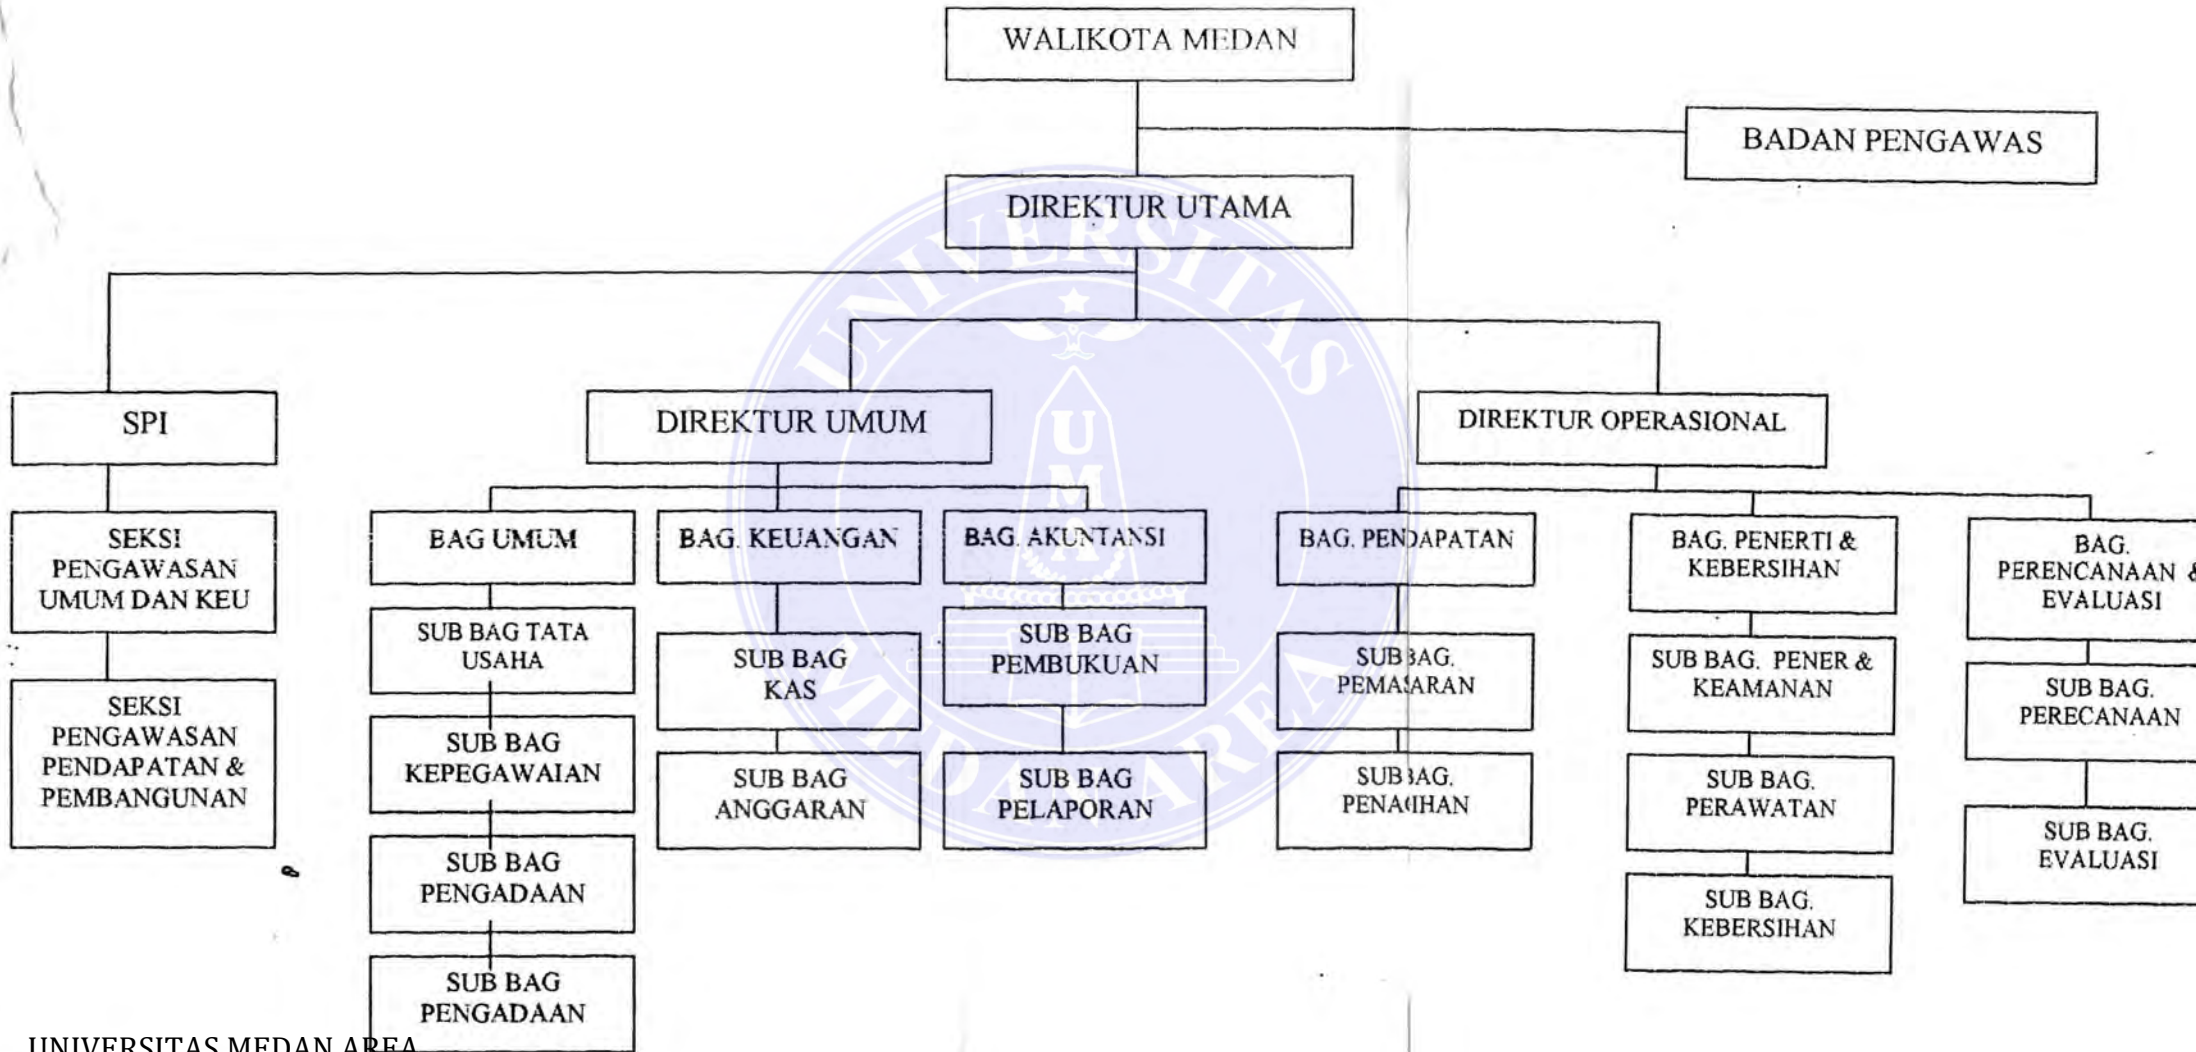 WALIKOTA MEDAN
BADAN PENGAWAS
DIREKTUR UTAMA
SPI
DIREKTUR UMUM
DIREKTUR OPERASIONAL
SEKSI
PENGAWASAN
UMUM DAN KEU
SEKSI
PENGAWASAN
PENDAPATAN &
PEMBANGUNAN
BAG UMUM
SUB BAG TATA
USAHA
SUB BAG
KEPEGAWAIAN
SUB BAG
PENGADAAN
SUB BAG
PENGADAAN
BAG. KEUANGAN
SUB BAG
KAS
SUB BAG
ANGGARAN
BAG. AKUNTANSI
SUB BAG
PEMBUKUAN
SUB BAG
PELAPORAN
BAG. PENDAPATAN
SUB BAG.
PEMASARAN
SUB BAG.
BAG. PENERTI &
KEBERSIHAN
SUB BAG. PENER &
KEAMANAN
SUB BAG.
PERAWATAN
SUB BAG.
KEBERSIHAN
BAG.
PERENCANAAN &
EVALUASI
SUB BAG.
PERECANAAN
SUB BAG.
EVALUASI
UNIVERSITAS
UMA
MEDAN AREA
UNIVERSITAS MEDAN AREA